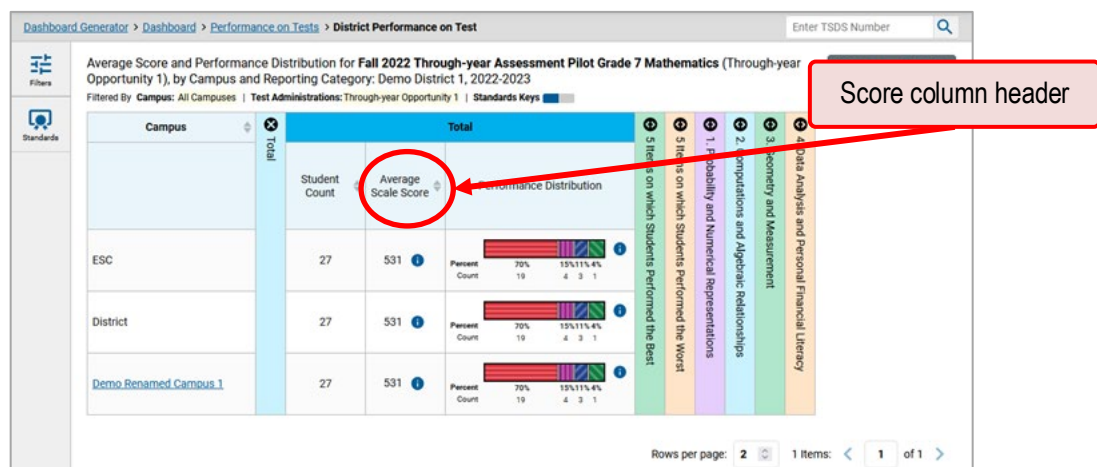 Dashboard Generator > Dashboard > Performance on Tests > District Performance on Test
Enter TSDS Number
Filters
Standards
Average Score and Performance Distribution for Fall 2022 Through-year Assessment Pilot Grade 7 Mathematics (Through-year
Opportunity 1), by Campus and Reporting Category: Demo District 1, 2022-2023
Filtered By Campus: All Campuses | Test Administrations: Through-year Opportunity 1 | Standards Keys
Score column header
Campus
Total
Total
Student
Count
Average
Scale Score
Performance Distribution
5 Items on which Students Performed the Best
5 Items on which Students Performed the Worst
1. Probability and Numerical Representations
2. Computations and Algebraic Relationships
3. Geometry and Measurement
4. Data Analysis and Personal Financial Literacy
ESC 27 531
Percent 70% 15% 11% 4%
Count 19 4 3 1
District 27 531
Percent 70% 15% 11% 4%
Count 19 4 3 1
Demo Renamed Campus 1 27 531
Percent 70% 15% 11% 4%
Count 19 4 3 1
Rows per page: 2 1 Items: 1 of 1